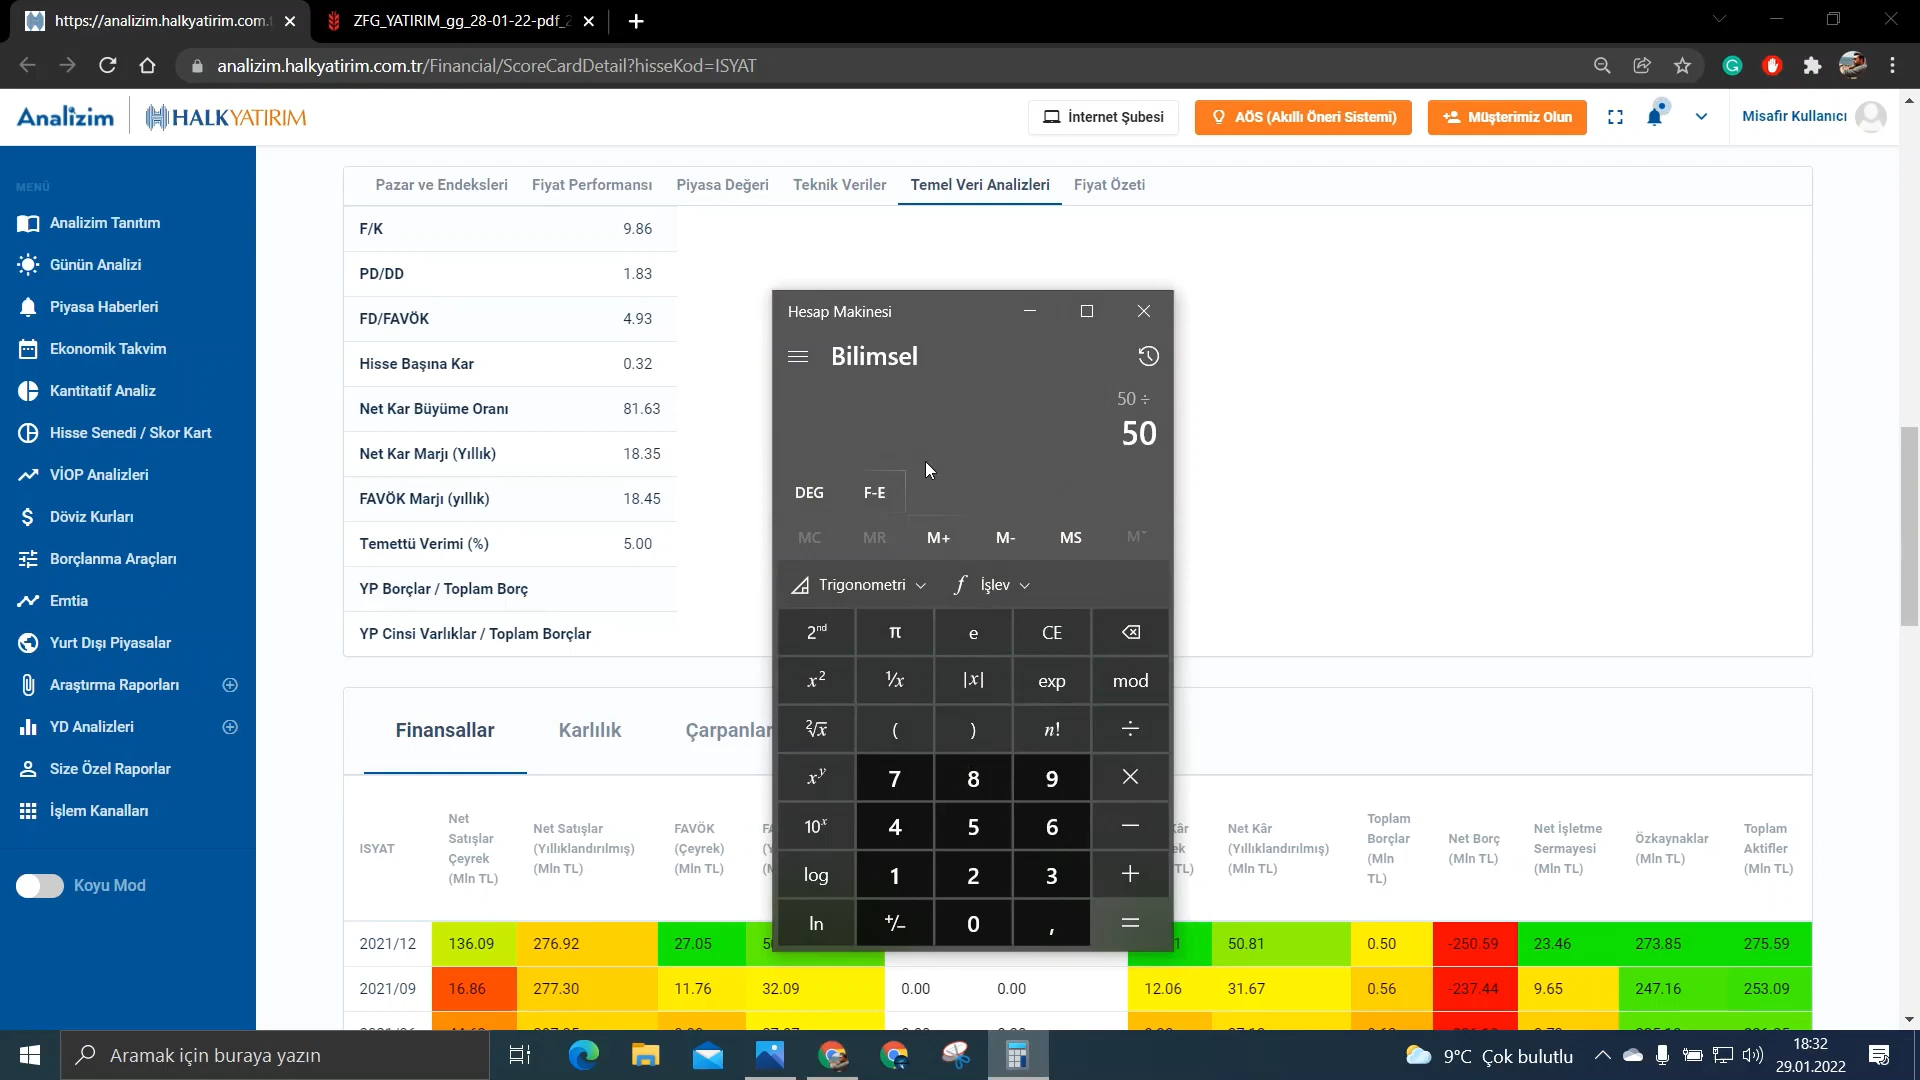 https://analizim.halkyatirim.com.
ZFG_YATIRIM_gg_28-01-22-pdf_2
analizim.halkyatirim.com.tr/Financial/ScoreCardDetail?hisseKod=ISYAT
Analizim HALKYATIRIM
İnternet Şubesi
AÖS (Akıllı Öneri Sistemi)
Müşterimiz Olun
Misafir Kullanıcı
MENÜ
Analizim Tanıtım
Günün Analizi
Piyasa Haberleri
Ekonomik Takvim
Kantitatif Analiz
Hisse Senedi / Skor Kart
VİOP Analizleri
Döviz Kurları
Borçlanma Araçları
Emtia
Yurt Dışı Piyasalar
Araştırma Raporları
YD Analizleri
Size Özel Raporlar
İşlem Kanalları
Koyu Mod
Pazar ve Endeksleri Fiyat Performansı Piyasa Değeri Teknik Veriler Temel Veri Analizleri Fiyat Özeti
F/K 9.86
PD/DD 1.83
FD/FAVÖK 4.93
Hisse Başına Kar 0.32
Net Kar Büyüme Oranı 81.63
Net Kar Marjı (Yıllık) 18.35
FAVÖK Marjı (yıllık) 18.45
Temettü Verimi (%) 5.00
YP Borçlar / Toplam Borç
YP Cinsi Varlıklar / Toplam Borçlar
Hesap Makinesi
Bilimsel
50 ÷
50
DEG F-E
MC MR M+ M- MS M˅
Trigonometri İşlev
2nd π e CE
x² ¹/x |x| exp mod
²√x ( ) n! ÷
xʸ 7 8 9 ×
10ˣ 4 5 6 −
log 1 2 3 +
ln +/− 0 , =
Finansallar Karlılık Çarpanlar
ISYAT
Net Satışlar Çeyrek (Mln TL)
Net Satışlar (Yıllıklandırılmış) (Mln TL)
FAVÖK (Çeyrek) (Mln TL)
Net Kâr (Yıllıklandırılmış) (Mln TL)
Toplam Borçlar (Mln TL)
Net Borç (Mln TL)
Net İşletme Sermayesi (Mln TL)
Özkaynaklar (Mln TL)
Toplam Aktifler (Mln TL)
2021/12 136.09 276.92 27.05 50.81 0.50 -250.59 23.46 273.85 275.59
2021/09 16.86 277.30 11.76 32.09 0.00 0.00 12.06 31.67 0.56 -237.44 9.65 247.16 253.09
Aramak için buraya yazın
9°C Çok bulutlu
18:32
29.01.2022